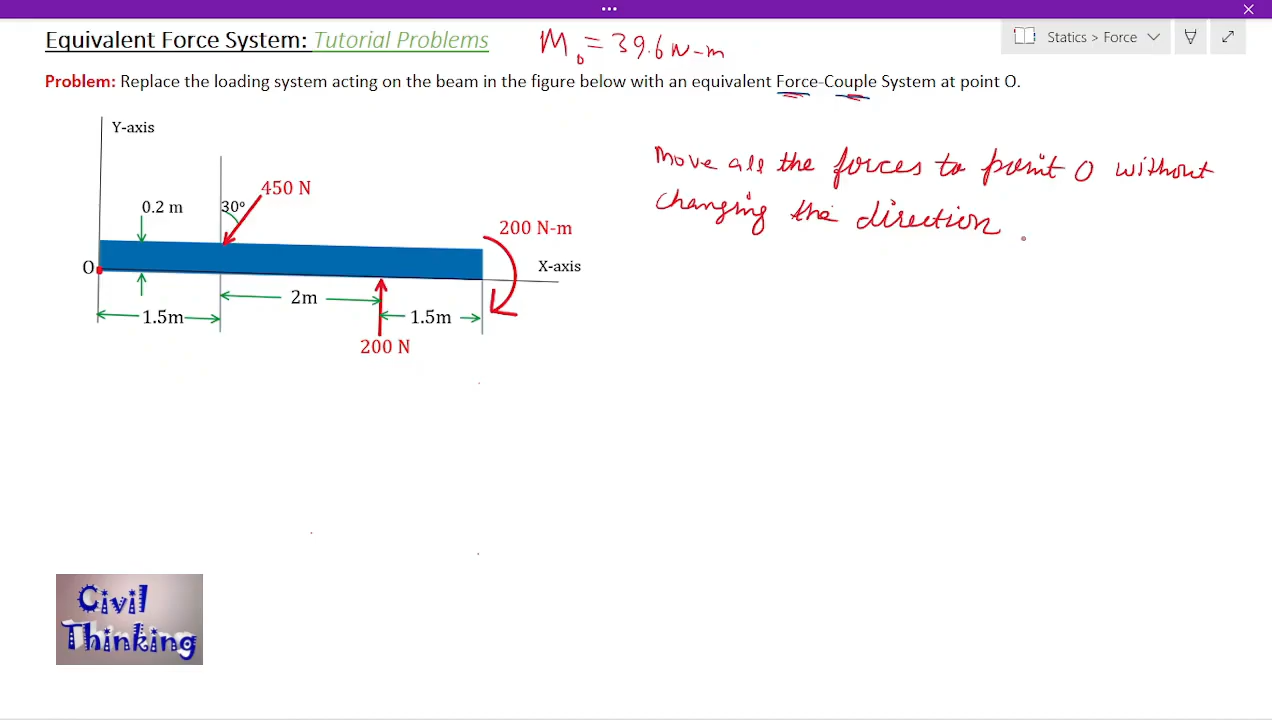 •••
Equivalent Force System: Tutorial Problems
M₀ = 39.6 N-m
Statics > Force
Problem: Replace the loading system acting on the beam in the figure below with an equivalent Force-Couple System at point O.
Y-axis
Move all the forces to point O without
changing the direction
450 N
0.2 m
30°
200 N-m
O
X-axis
2m
1.5m
1.5m
200 N
Civil
Thinking